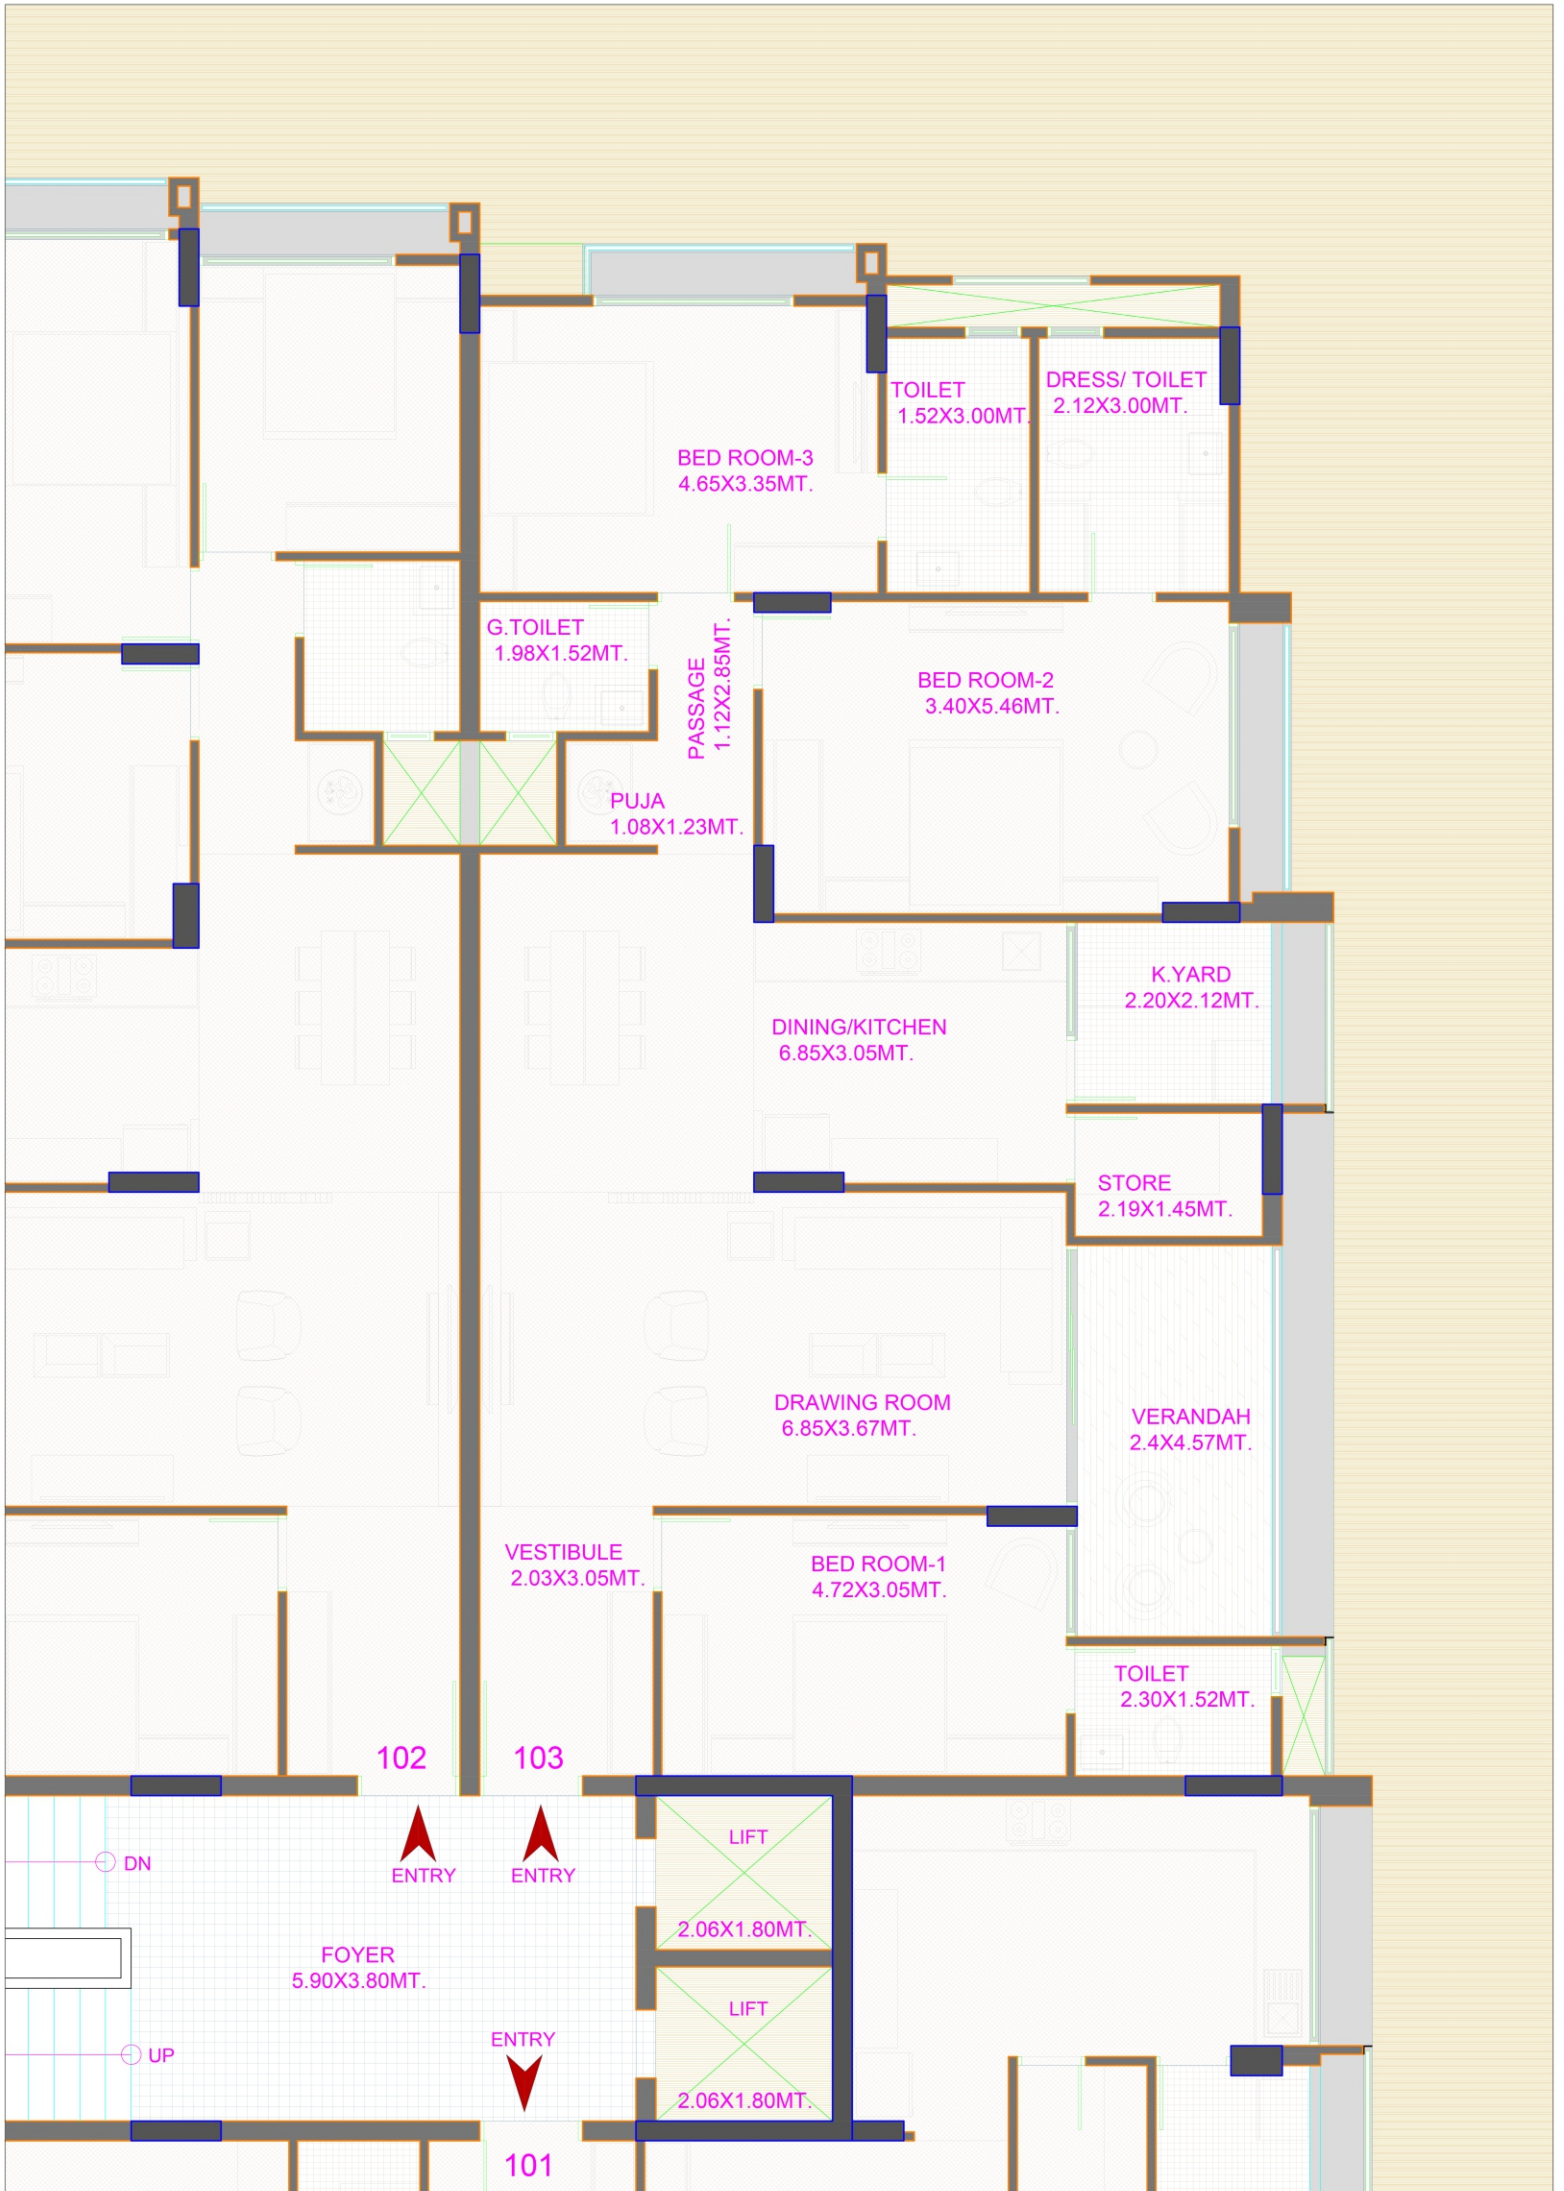 TOILET
1.52X3.00MT.
DRESS/ TOILET
2.12X3.00MT.
BED ROOM-3
4.65X3.35MT.
G.TOILET
1.98X1.52MT.
PASSAGE
1.12X2.85MT.
BED ROOM-2
3.40X5.46MT.
PUJA
1.08X1.23MT.
K.YARD
2.20X2.12MT.
DINING/KITCHEN
6.85X3.05MT.
STORE
2.19X1.45MT.
DRAWING ROOM
6.85X3.67MT.
VERANDAH
2.4X4.57MT.
VESTIBULE
2.03X3.05MT.
BED ROOM-1
4.72X3.05MT.
TOILET
2.30X1.52MT.
102
103
ENTRY
ENTRY
LIFT
2.06X1.80MT.
DN
FOYER
5.90X3.80MT.
LIFT
2.06X1.80MT.
ENTRY
UP
101